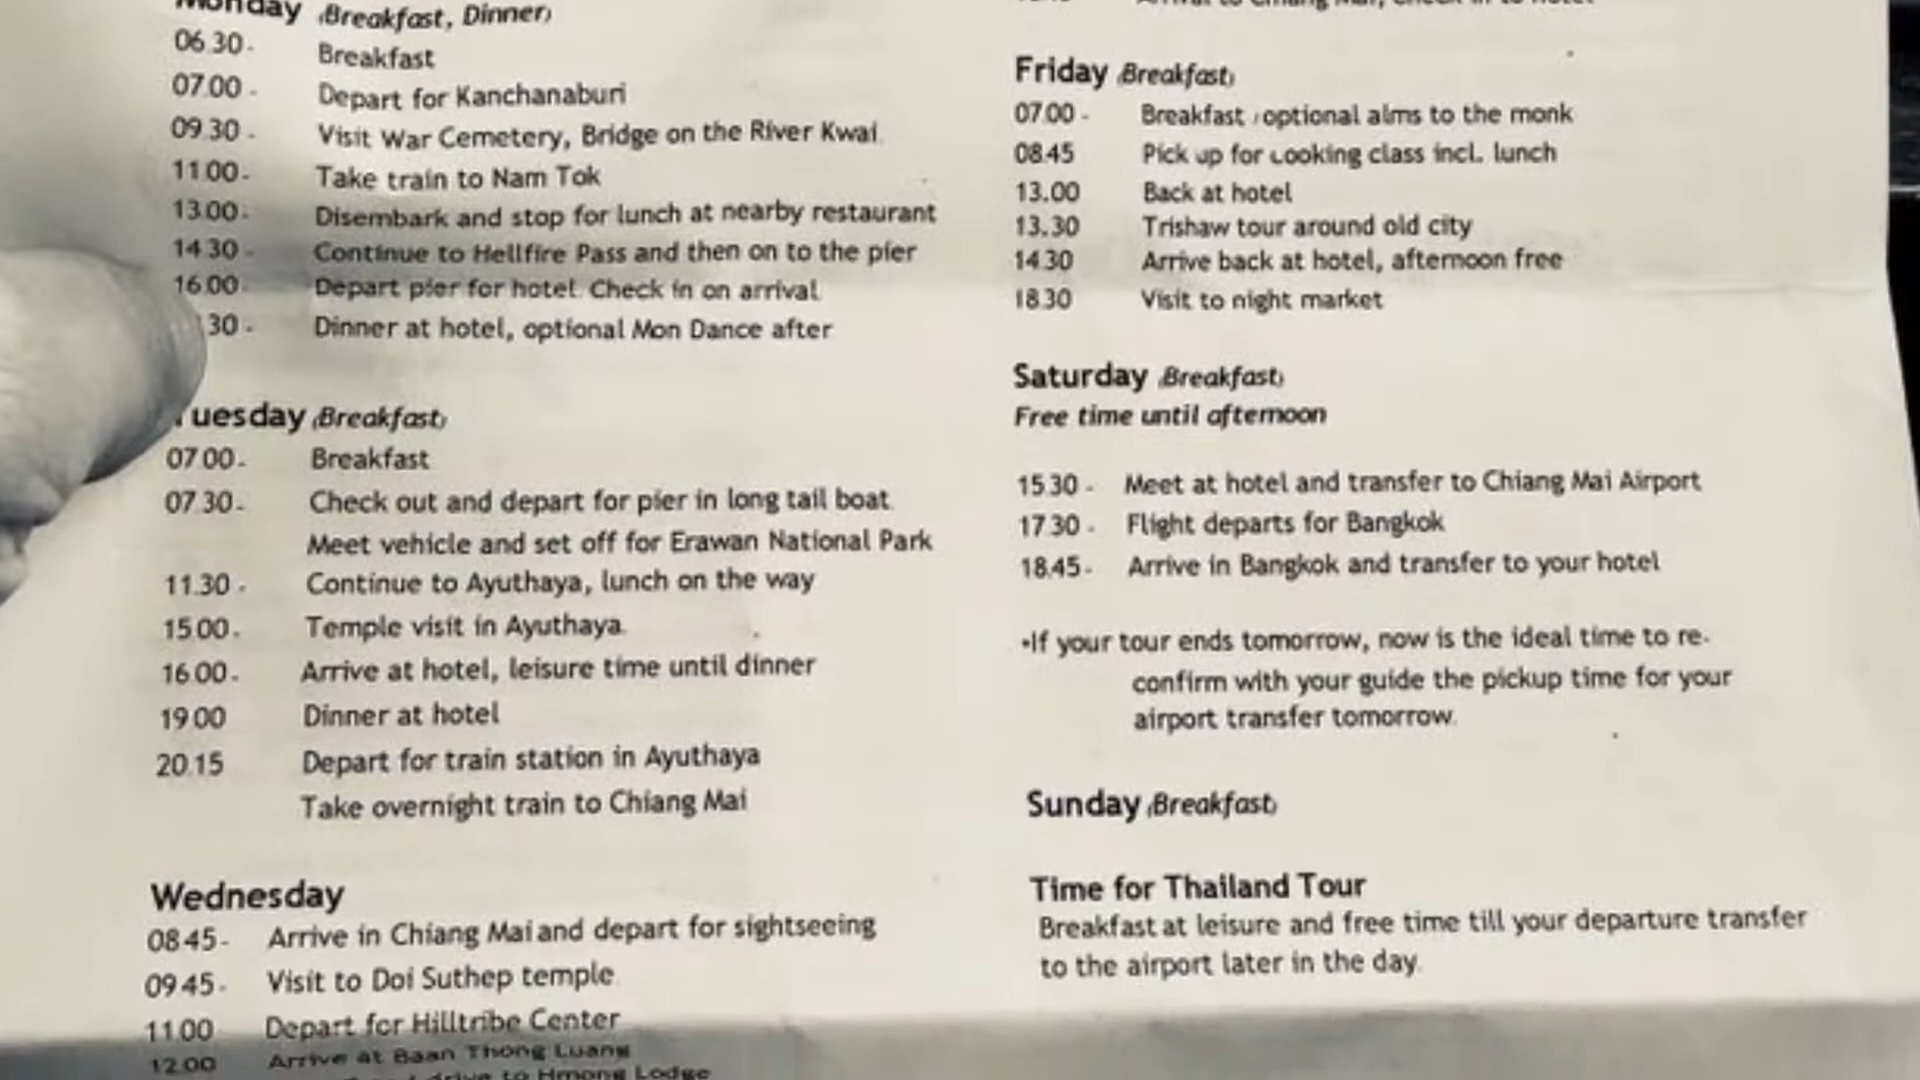 Monday (Breakfast, Dinner)
06.30- Breakfast
07.00 - Depart for Kanchanaburi
09.30 - Visit War Cemetery, Bridge on the River Kwai
11.00- Take train to Nam Tok
13.00- Disembark and stop for lunch at nearby restaurant
14.30 - Continue to Hellfire Pass and then on to the pier
16.00- Depart pier for hotel. Check in on arrival
30 - Dinner at hotel, optional Mon Dance after
Tuesday (Breakfast)
07.00- Breakfast
07.30- Check out and depart for pier in long tail boat.
Meet vehicle and set off for Erawan National Park
11.30 - Continue to Ayuthaya, lunch on the way
15.00- Temple visit in Ayuthaya.
16.00- Arrive at hotel, leisure time until dinner
19.00 Dinner at hotel
20.15 Depart for train station in Ayuthaya
Take overnight train to Chiang Mai
Wednesday
08.45- Arrive in Chiang Mai and depart for sightseeing
09.45- Visit to Doi Suthep temple
11.00 Depart for Hilltribe Center
12.00 Arrive at Baan Thong Luang
drive to Hmong Lodge
Arrival to Chiang Mai, check in to hotel
Friday (Breakfast)
07.00 - Breakfast / optional alms to the monk
08.45 Pick up for cooking class incl. lunch
13.00 Back at hotel
13.30 Trishaw tour around old city
14.30 Arrive back at hotel, afternoon free
18.30 Visit to night market
Saturday (Breakfast)
Free time until afternoon
15.30 - Meet at hotel and transfer to Chiang Mai Airport
17.30 - Flight departs for Bangkok
18.45- Arrive in Bangkok and transfer to your hotel
•If your tour ends tomorrow, now is the ideal time to re-
confirm with your guide the pickup time for your
airport transfer tomorrow.
Sunday (Breakfast)
Time for Thailand Tour
Breakfast at leisure and free time till your departure transfer
to the airport later in the day.